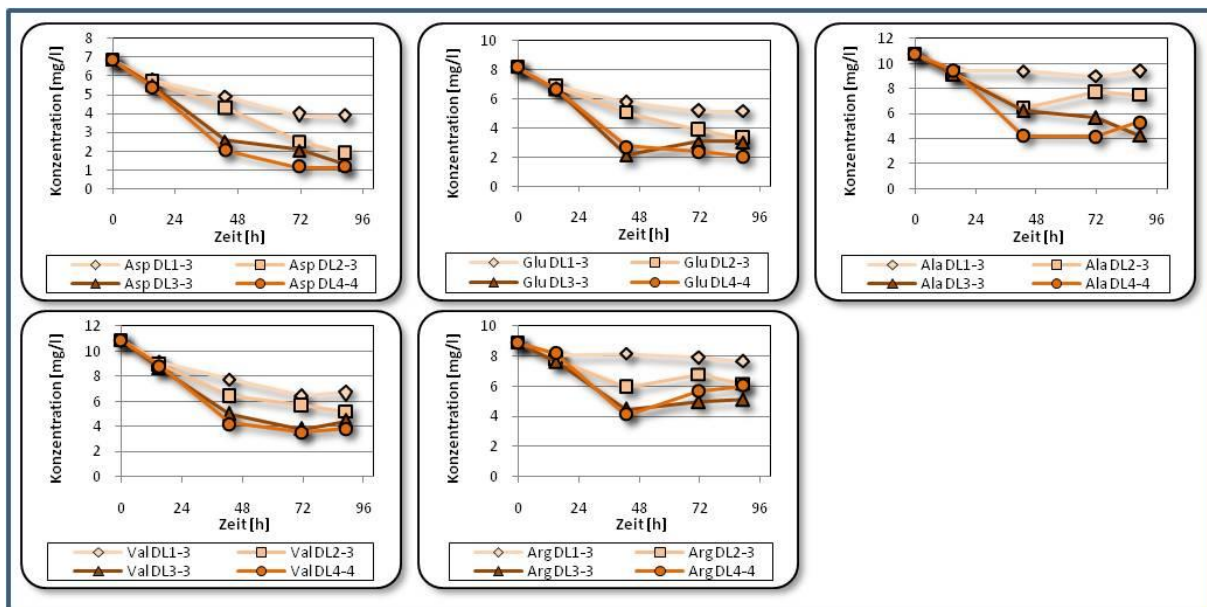 Konzentration [mg/l]
8
7
6
5
4
3
2
1
0
0 24 48 72 96
Zeit [h]
Asp DL1-3 Asp DL2-3
Asp DL3-3 Asp DL4-4
Konzentration [mg/l]
10
8
6
4
2
0
0 24 48 72 96
Zeit [h]
Glu DL1-3 Glu DL2-3
Glu DL3-3 Glu DL4-4
Konzentration [mg/l]
12
10
8
6
4
2
0
0 24 48 72 96
Zeit [h]
Ala DL1-3 Ala DL2-3
Ala DL3-3 Ala DL4-4
Konzentration [mg/l]
12
10
8
6
4
2
0
0 24 48 72 96
Zeit [h]
Val DL1-3 Val DL2-3
Val DL3-3 Val DL4-4
Konzentration [mg/l]
10
8
6
4
2
0
0 24 48 72 96
Zeit [h]
Arg DL1-3 Arg DL2-3
Arg DL3-3 Arg DL4-4